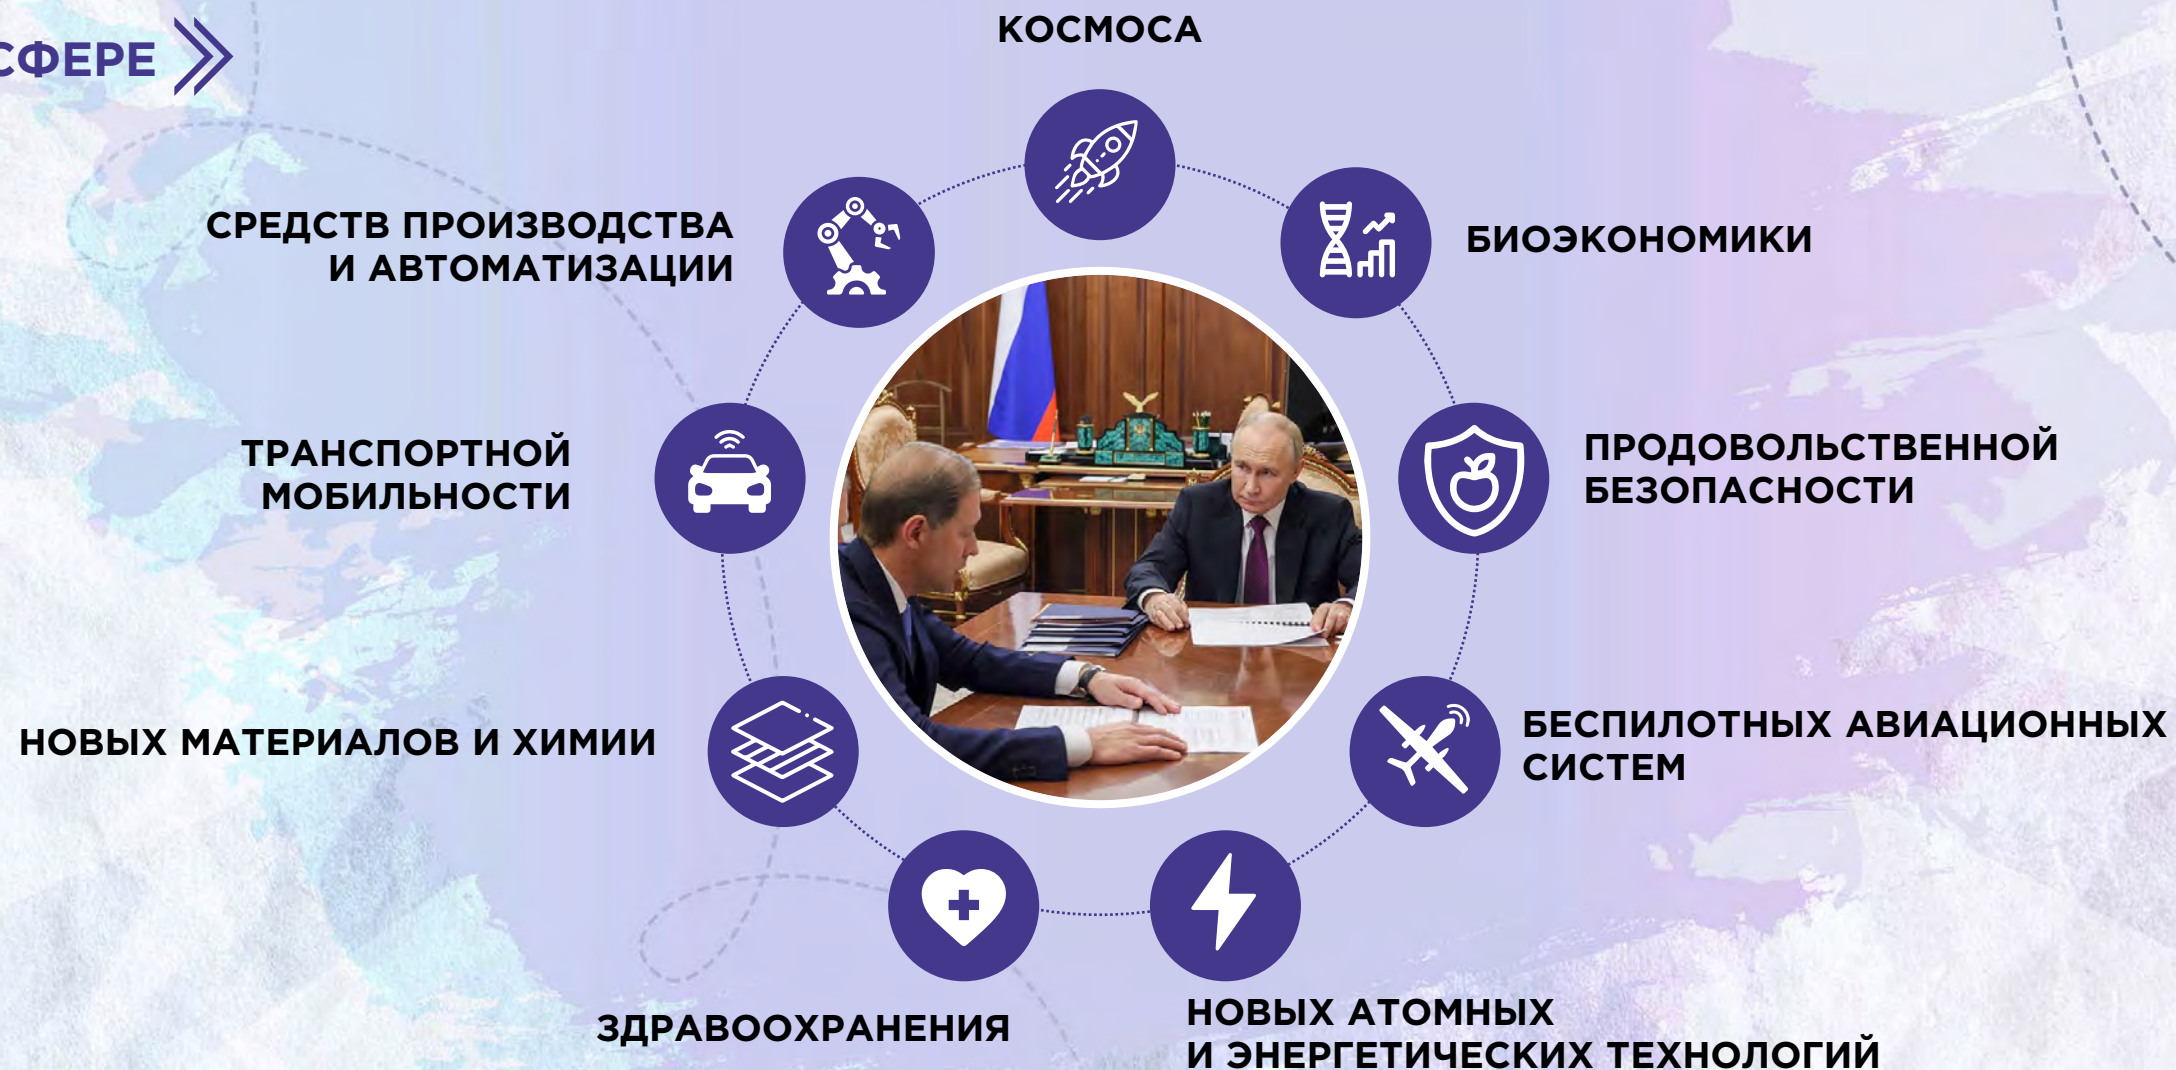 СФЕРЕ
КОСМОСА
СРЕДСТВ ПРОИЗВОДСТВА
И АВТОМАТИЗАЦИИ
БИОЭКОНОМИКИ
ТРАНСПОРТНОЙ
МОБИЛЬНОСТИ
ПРОДОВОЛЬСТВЕННОЙ
БЕЗОПАСНОСТИ
НОВЫХ МАТЕРИАЛОВ И ХИМИИ
БЕСПИЛОТНЫХ АВИАЦИОННЫХ
СИСТЕМ
ЗДРАВООХРАНЕНИЯ
НОВЫХ АТОМНЫХ
И ЭНЕРГЕТИЧЕСКИХ ТЕХНОЛОГИЙ